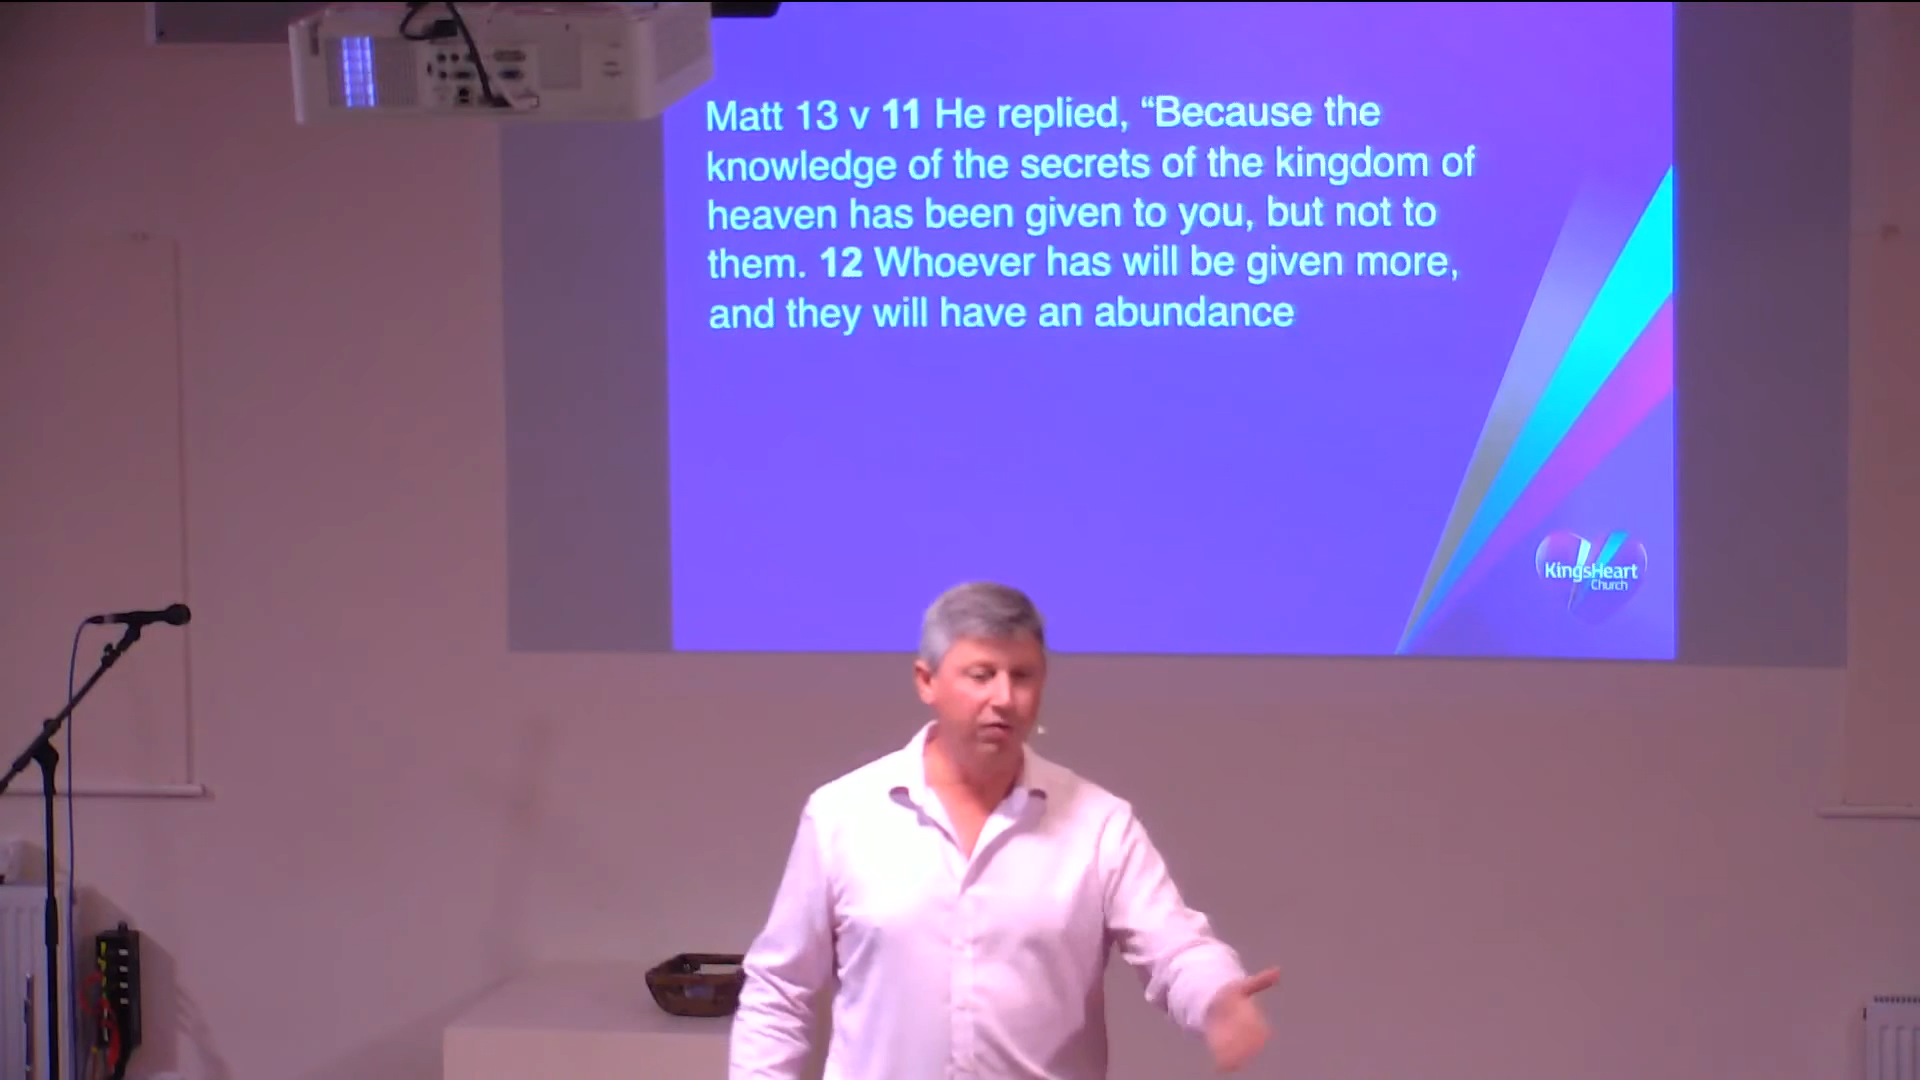 Matt 13 v 11 He replied, “Because the
knowledge of the secrets of the kingdom of
heaven has been given to you, but not to
them. 12 Whoever has will be given more,
and they will have an abundance
KingsHeart
Church